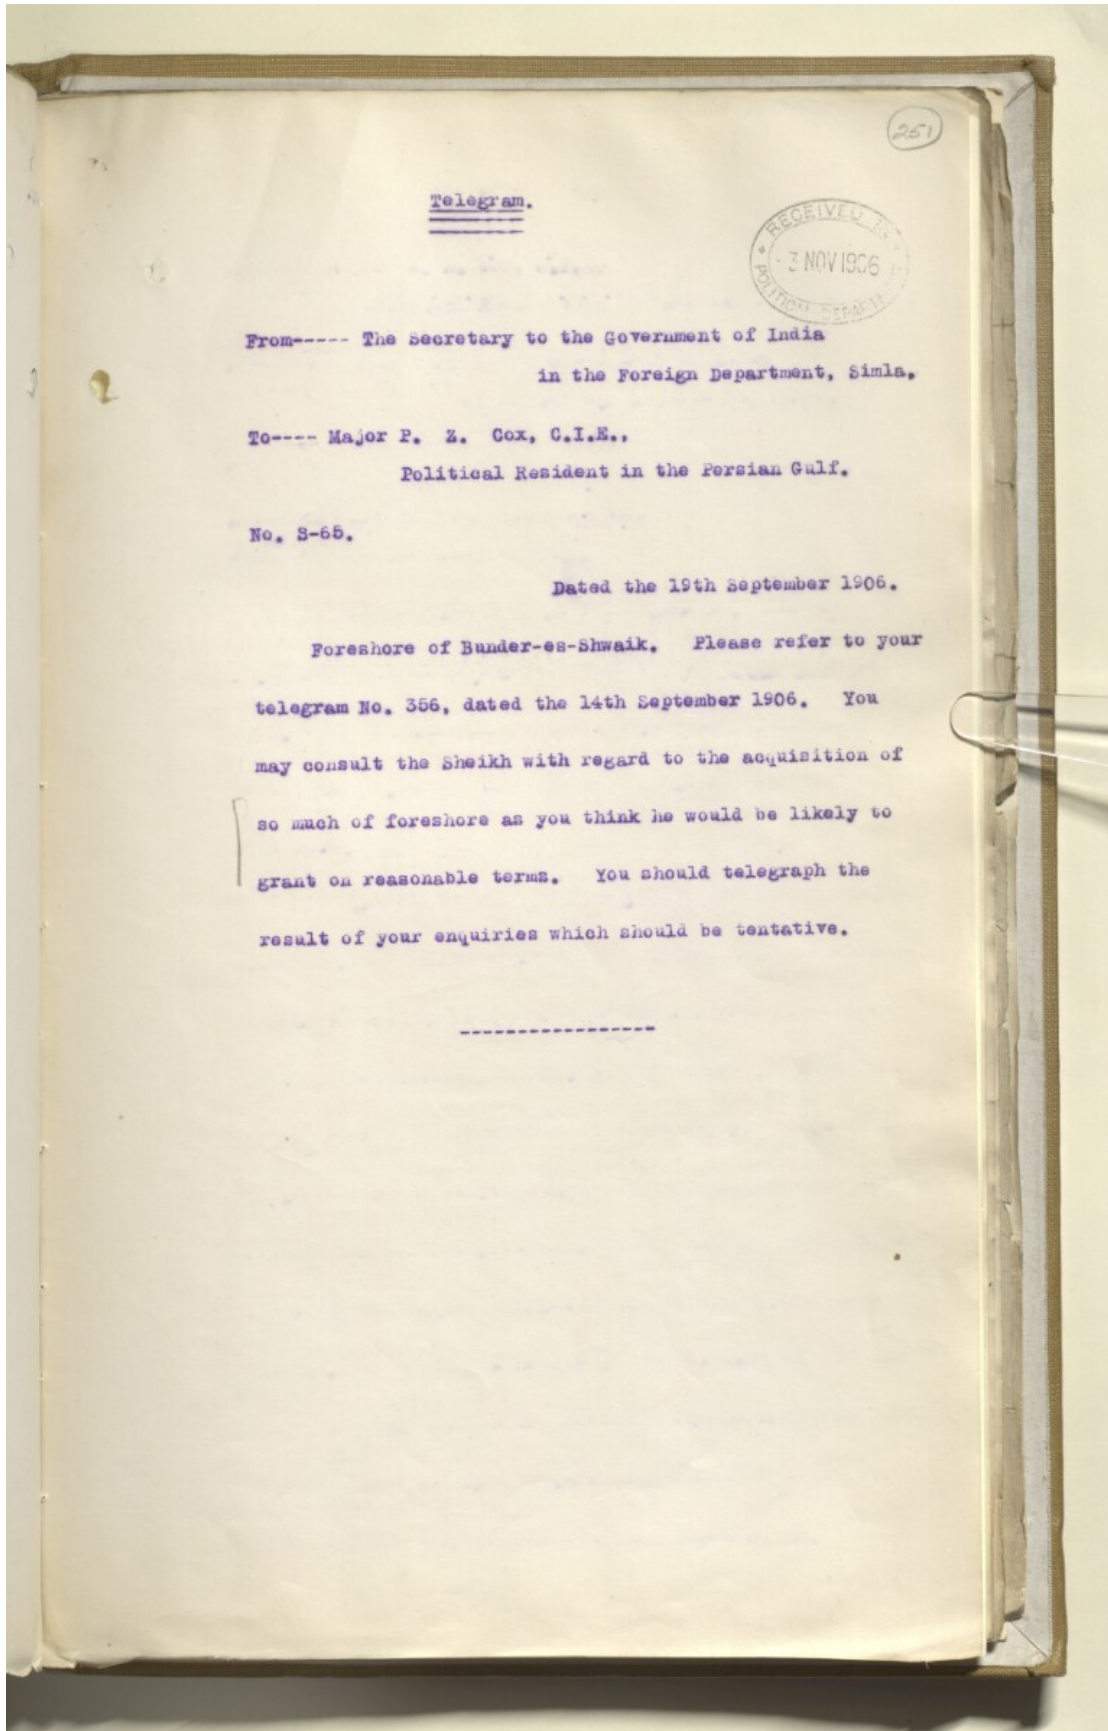 251
Telegram.
RECEIVED IN
3 NOV 1906
POLITICAL DEPARTMENT
From----- The Secretary to the Government of India
in the Foreign Department, Simla.
To---- Major P. Z. Cox, C.I.E.,
Political Resident in the Persian Gulf.
No. S-65.
Dated the 19th September 1906.
Foreshore of Bunder-es-Shwaik. Please refer to your
telegram No. 356, dated the 14th September 1906. You
may consult the Sheikh with regard to the acquisition of
so much of foreshore as you think he would be likely to
grant on reasonable terms. You should telegraph the
result of your enquiries which should be tentative.
-----------------